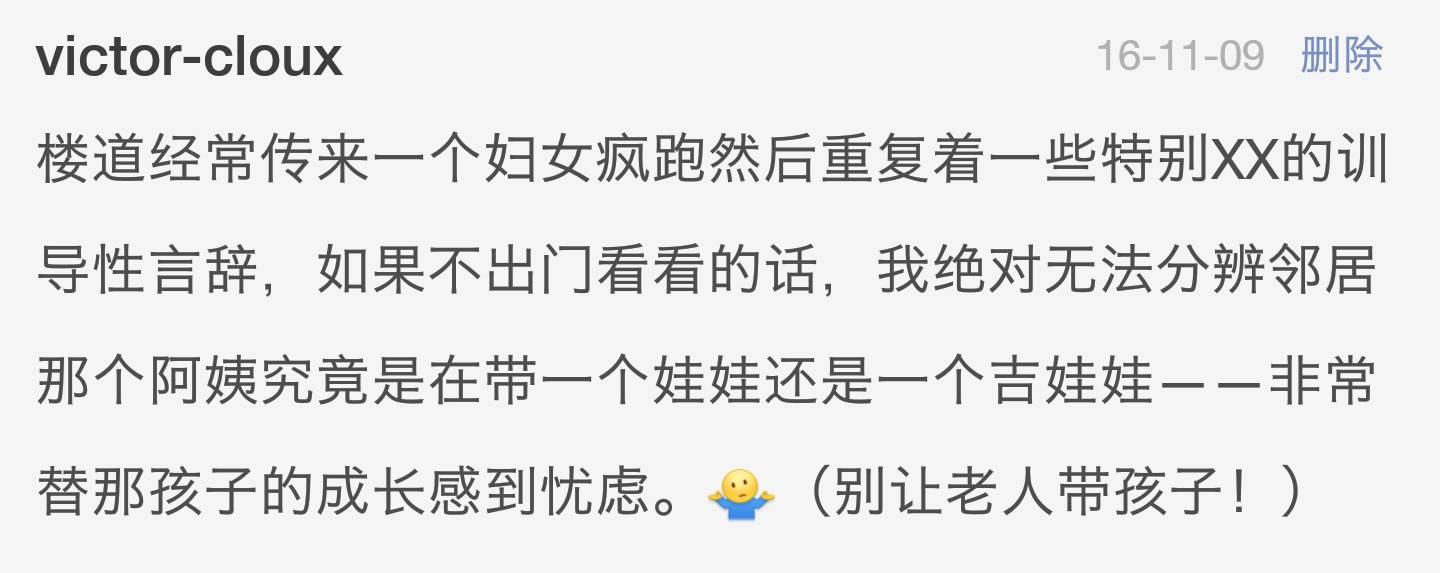 victor-cloux 16-11-09 删除
楼道经常传来一个妇女疯跑然后重复着一些特别XX的训
导性言辞，如果不出门看看的话，我绝对无法分辨邻居
那个阿姨究竟是在带一个娃娃还是一个吉娃娃——非常
替那孩子的成长感到忧虑。🤷（别让老人带孩子！）